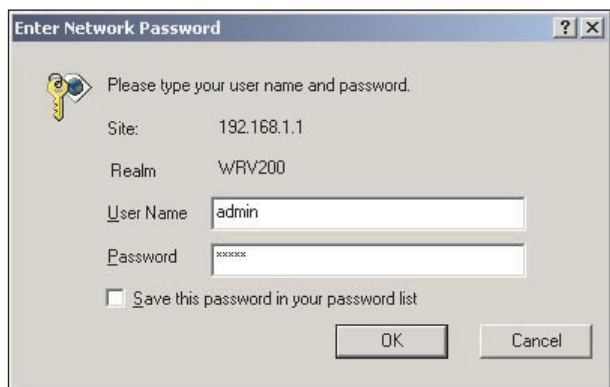 Enter Network Password
Please type your user name and password.
Site: 192.168.1.1
Realm WRV200
User Name admin
Password *****
Save this password in your password list
OK Cancel